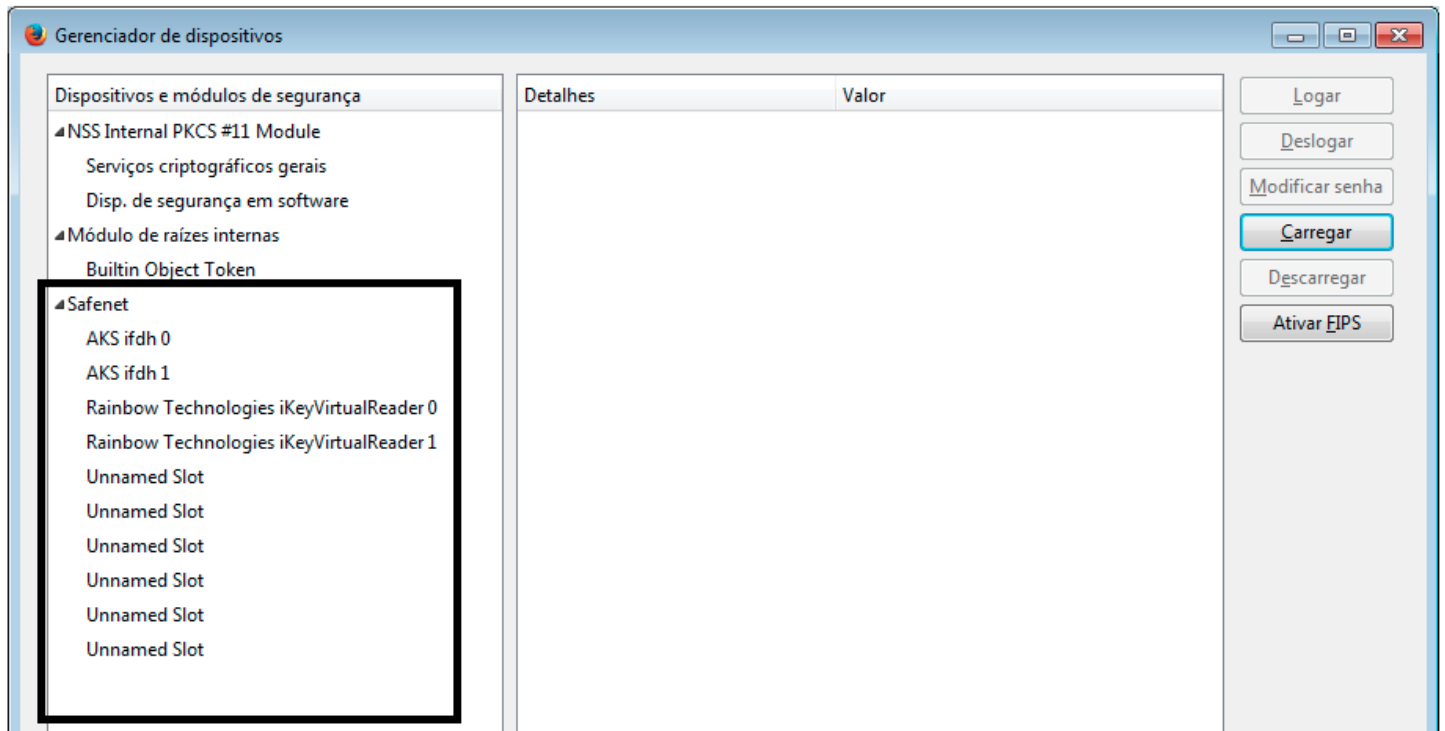 Gerenciador de dispositivos
Dispositivos e módulos de segurança
Detalhes
Valor
NSS Internal PKCS #11 Module
Serviços criptográficos gerais
Disp. de segurança em software
Módulo de raízes internas
Builtin Object Token
Safenet
AKS ifdh 0
AKS ifdh 1
Rainbow Technologies iKeyVirtualReader 0
Rainbow Technologies iKeyVirtualReader 1
Unnamed Slot
Unnamed Slot
Unnamed Slot
Unnamed Slot
Unnamed Slot
Unnamed Slot
Logar
Deslogar
Modificar senha
Carregar
Descarregar
Ativar FIPS